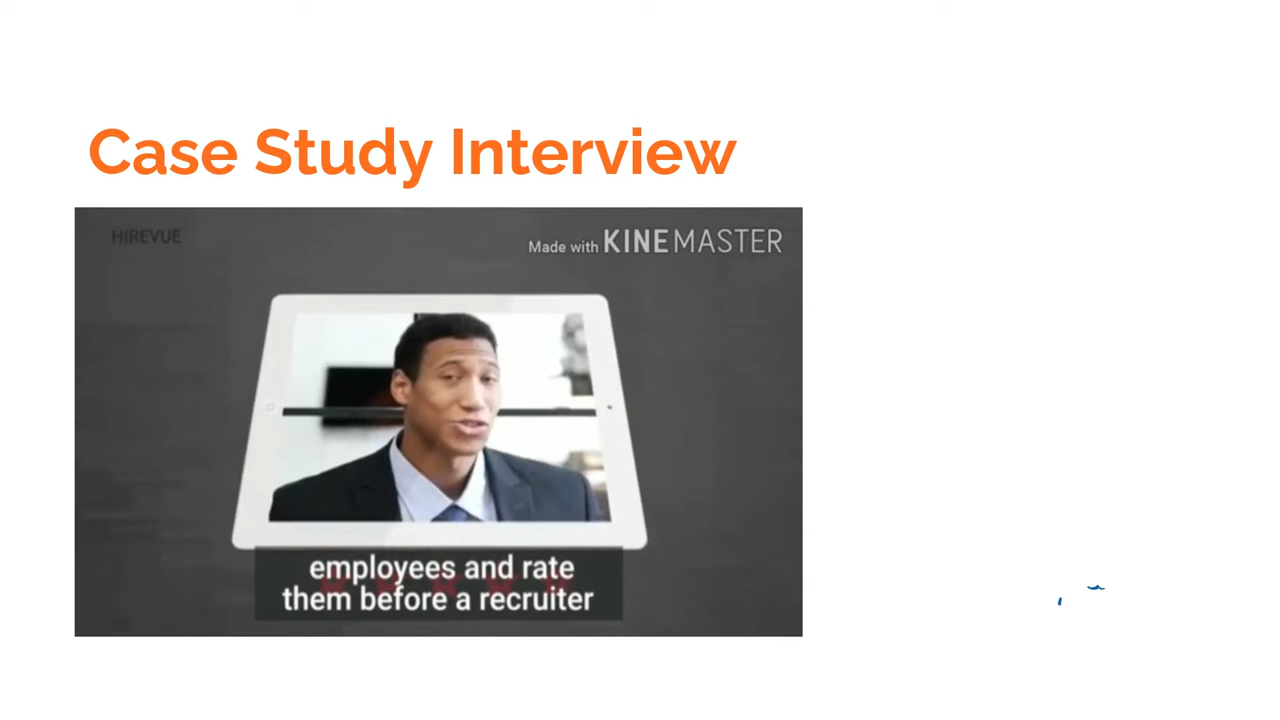 Case Study Interview
HIREVUE
Made with KINEMASTER
employees and rate
them before a recruiter